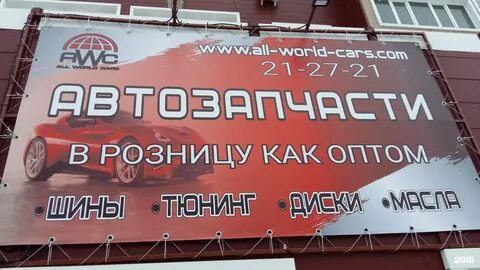 AWC
ALL WORLD CARS
www.all-world-cars.com
21-27-21
АВТОЗАПЧАСТИ
В РОЗНИЦУ КАК ОПТОМ
•ШИНЫ •ТЮНИНГ •ДИСКИ •МАСЛА
2GIS